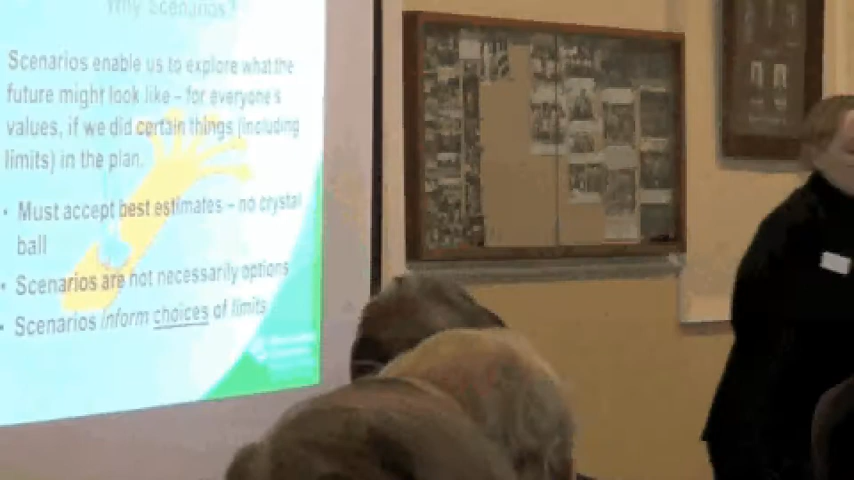 Why Scenarios?
Scenarios enable us to explore what the
future might look like – for everyone's
values, if we did certain things (including
limits) in the plan.
• Must accept best estimates – no crystal
ball
• Scenarios are not necessarily options
• Scenarios inform choices of limits